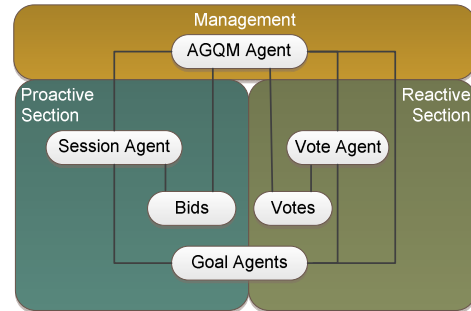 Management
AGQM Agent
Proactive
Section
Reactive
Section
Session Agent
Vote Agent
Bids
Votes
Goal Agents